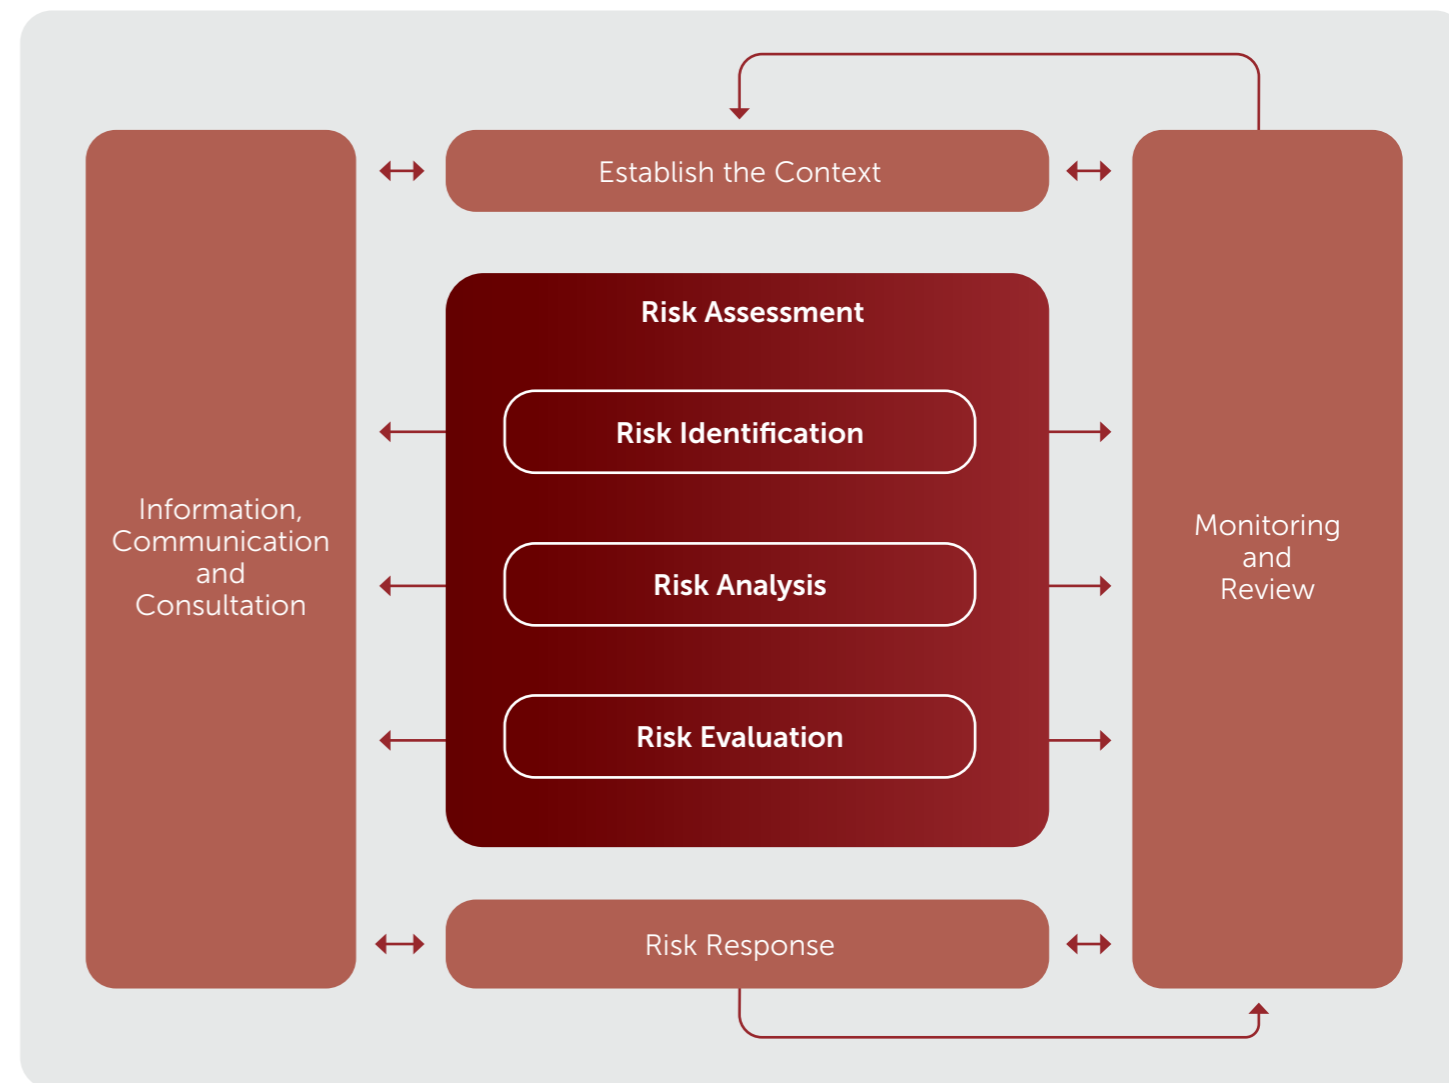 Establish the Context
Risk Assessment
Risk Identification
Risk Analysis
Risk Evaluation
Information,
Communication
and
Consultation
Monitoring
and
Review
Risk Response